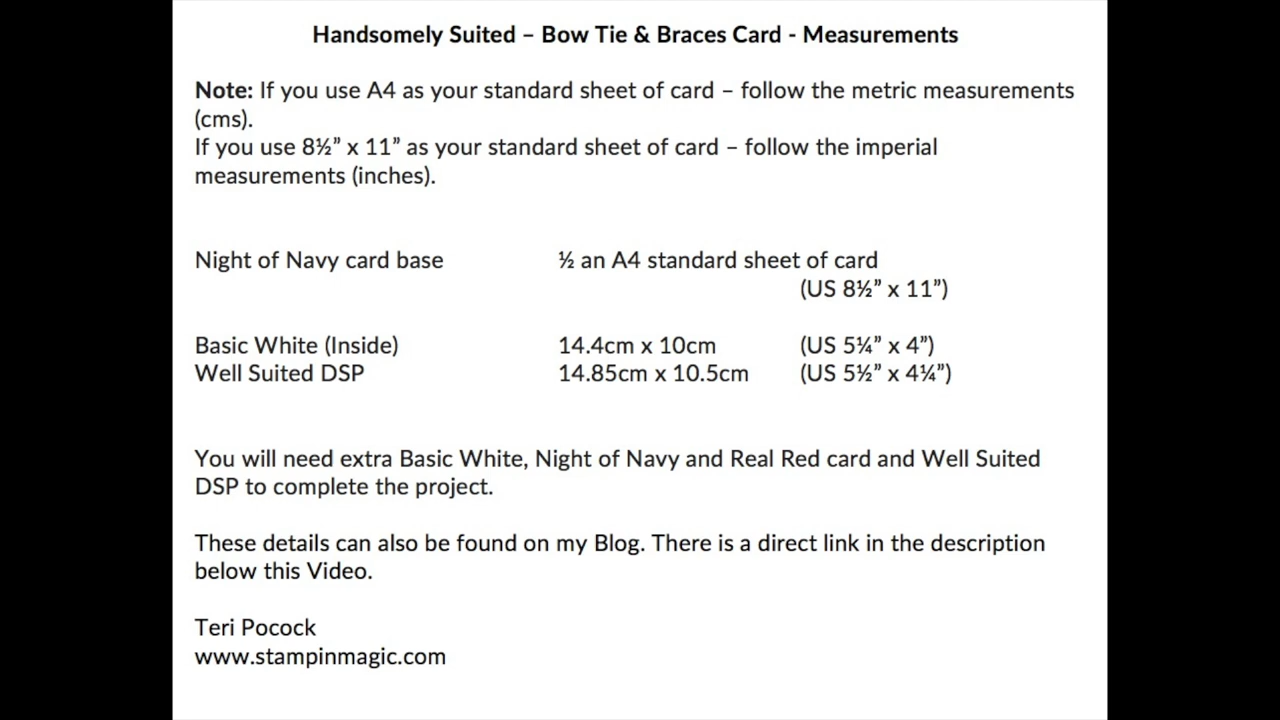 Handsomely Suited – Bow Tie & Braces Card - Measurements
Note: If you use A4 as your standard sheet of card – follow the metric measurements
(cms).
If you use 8½” x 11” as your standard sheet of card – follow the imperial
measurements (inches).
Night of Navy card base ½ an A4 standard sheet of card
(US 8½” x 11”)
Basic White (Inside) 14.4cm x 10cm (US 5¼” x 4”)
Well Suited DSP 14.85cm x 10.5cm (US 5½” x 4¼”)
You will need extra Basic White, Night of Navy and Real Red card and Well Suited
DSP to complete the project.
These details can also be found on my Blog. There is a direct link in the description
below this Video.
Teri Pocock
www.stampinmagic.com